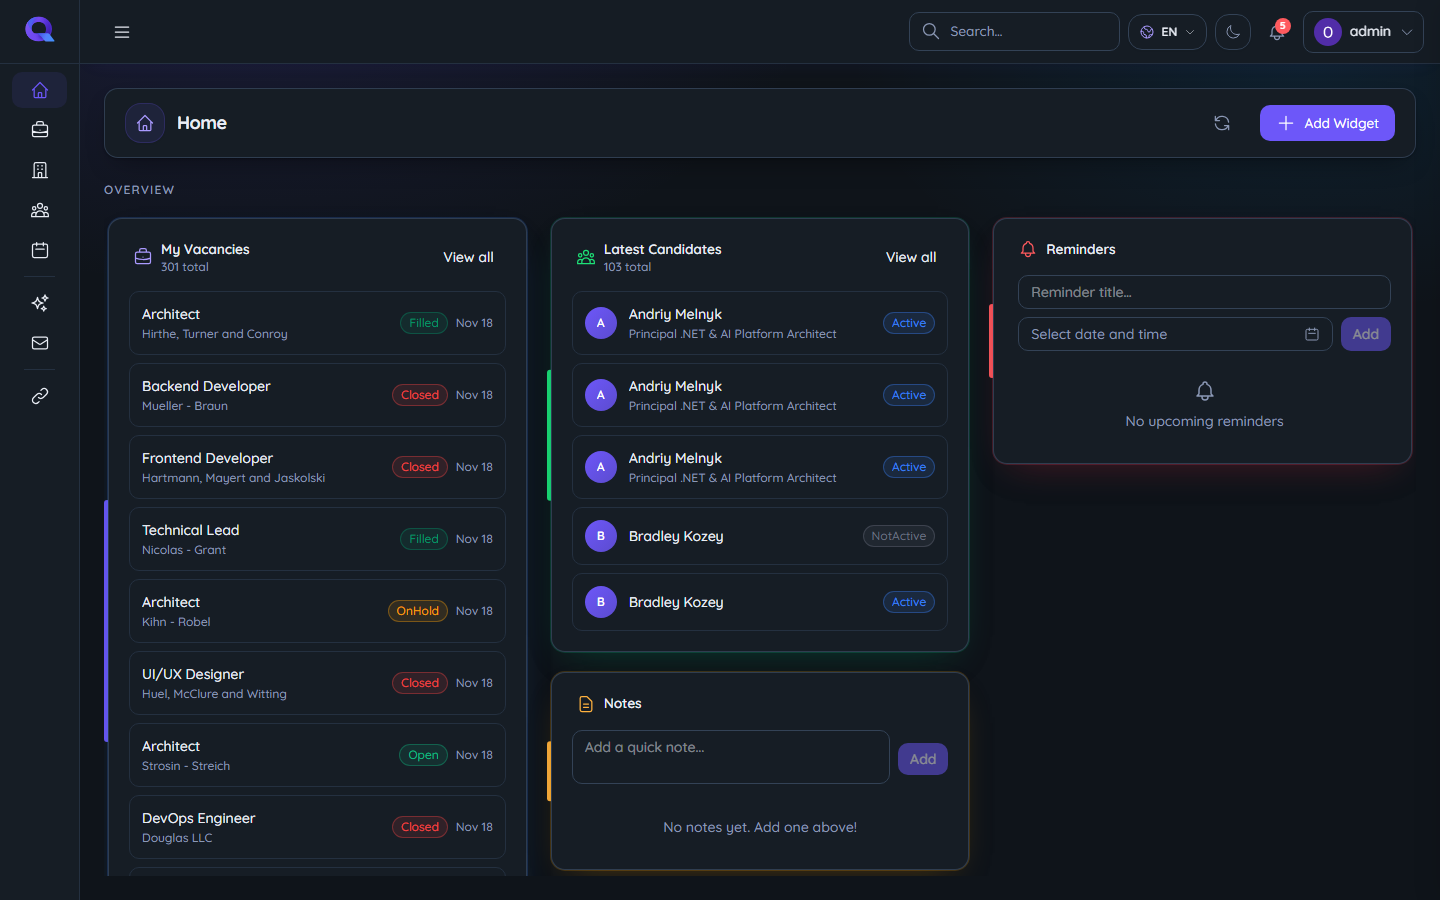 Search...
EN
5
O
admin
Home
Add Widget
OVERVIEW
My Vacancies
301 total
View all
Architect
Hirthe, Turner and Conroy
Filled
Nov 18
Backend Developer
Mueller - Braun
Closed
Nov 18
Frontend Developer
Hartmann, Mayert and Jaskolski
Closed
Nov 18
Technical Lead
Nicolas - Grant
Filled
Nov 18
Architect
Kihn - Robel
OnHold
Nov 18
UI/UX Designer
Huel, McClure and Witting
Closed
Nov 18
Architect
Strosin - Streich
Open
Nov 18
DevOps Engineer
Douglas LLC
Closed
Nov 18
Latest Candidates
103 total
View all
A
Andriy Melnyk
Principal .NET & AI Platform Architect
Active
A
Andriy Melnyk
Principal .NET & AI Platform Architect
Active
A
Andriy Melnyk
Principal .NET & AI Platform Architect
Active
B
Bradley Kozey
NotActive
B
Bradley Kozey
Active
Notes
Add a quick note...
Add
No notes yet. Add one above!
Reminders
Reminder title...
Select date and time
Add
No upcoming reminders